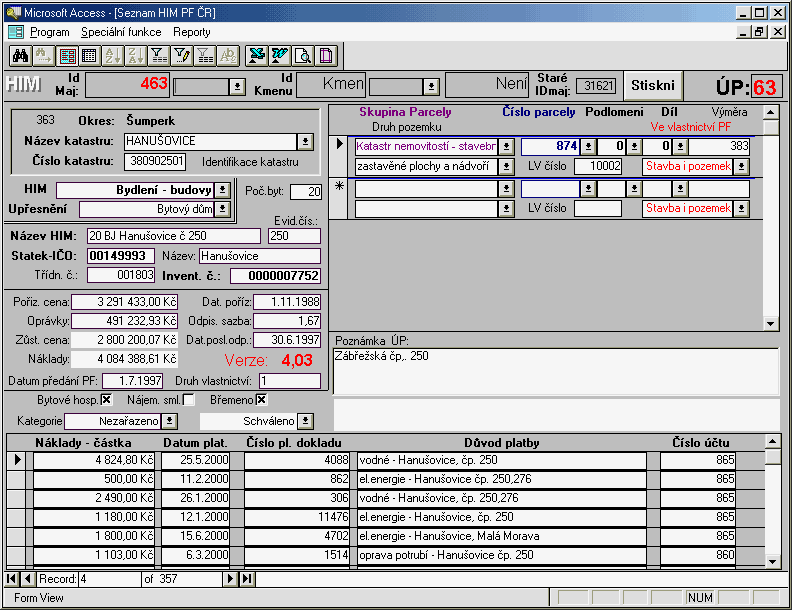 Microsoft Access - [Seznam HIM PF ČR]
Program Speciální funkce Reporty
HIM Id Maj: 463 Id Kmenu Kmen Není Staré IDmaj: 31621 Stiskni ÚP: 63
363 Okres: Šumperk
Název katastru: HANUŠOVICE
Číslo katastru: 380902501 Identifikace katastru
HIM Bydlení - budovy Poč.byt: 20
Upřesnění Bytový dům
Evid.čís.:
Název HIM: 20 BJ Hanušovice č 250 250
Statek-IČO: 00149993 Název: Hanušovice
Třídn. č.: 001803 Invent. č.: 0000007752
Poříz. cena: 3 291 433,00 Kč Dat. poříz: 1.11.1988
Oprávky: 491 232,93 Kč Odpis. sazba: 1,67
Zůst. cena: 2 800 200,07 Kč Dat.posl.odp.: 30.6.1997
Náklady: 4 084 388,61 Kč Verze: 4,03
Datum předání PF: 1.7.1997 Druh vlastnictví: 1
Bytové hosp. Nájem. sml. Břemeno
Kategorie Nezařazeno Schváleno
Skupina Parcely Číslo parcely Podlomeni Díl Výměra
Druh pozemku Ve vlastnictví PF
Katastr nemovitostí - stavebr 874 0 0 383
zastavěné plochy a nádvoří LV číslo 10002 Stavba i pozemek
LV číslo Stavba i pozemek
Poznámka ÚP:
Zábřežská čp,. 250
Náklady - částka Datum plat. Číslo pl. dokladu Důvod platby Číslo účtu
4 824,80 Kč 25.5.2000 4088 vodné - Hanušovice, čp. 250 865
500,00 Kč 11.2.2000 862 el.energie - Hanušovice čp. 250,276 865
2 490,00 Kč 26.1.2000 306 vodné - Hanušovice, 250,276 865
1 180,00 Kč 12.1.2000 11476 el.energie - Hanušovice, čp. 250 865
1 800,00 Kč 15.6.2000 4702 el.energie - Hanušovice, Malá Morava 865
1 103,00 Kč 6.3.2000 1514 oprava potrubí - Hanušovice čp. 250 860
Record: 4 of 357
Form View NUM